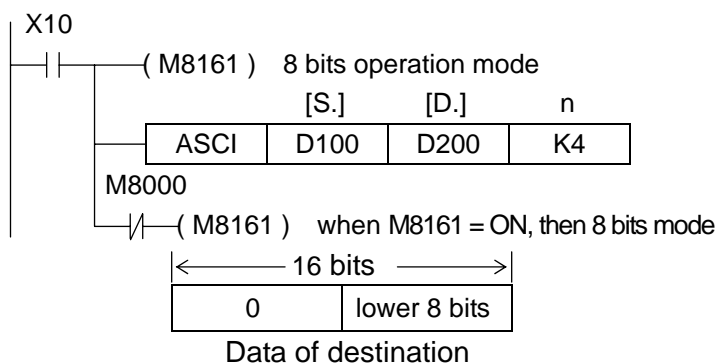 X10
( M8161 ) 8 bits operation mode
[S.] [D.] n
ASCI D100 D200 K4
M8000
( M8161 ) when M8161 = ON, then 8 bits mode
16 bits
0 lower 8 bits
Data of destination